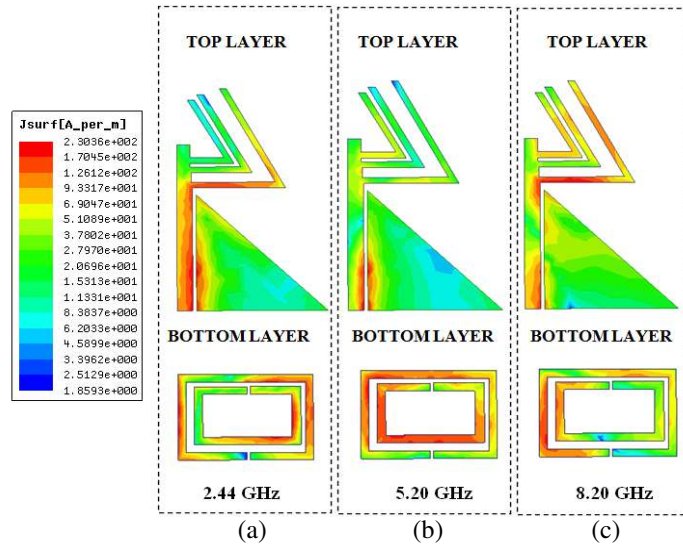 TOP LAYER
TOP LAYER
TOP LAYER
Jsurf[A_per_m]
2.3036e+002
1.7045e+002
1.2612e+002
9.3317e+001
6.9047e+001
5.1089e+001
3.7802e+001
2.7970e+001
2.0696e+001
1.5313e+001
1.1331e+001
8.3837e+000
6.2033e+000
4.5899e+000
3.3962e+000
2.5129e+000
1.8593e+000
BOTTOM LAYER
BOTTOM LAYER
BOTTOM LAYER
2.44 GHz
5.20 GHz
8.20 GHz
(a)
(b)
(c)